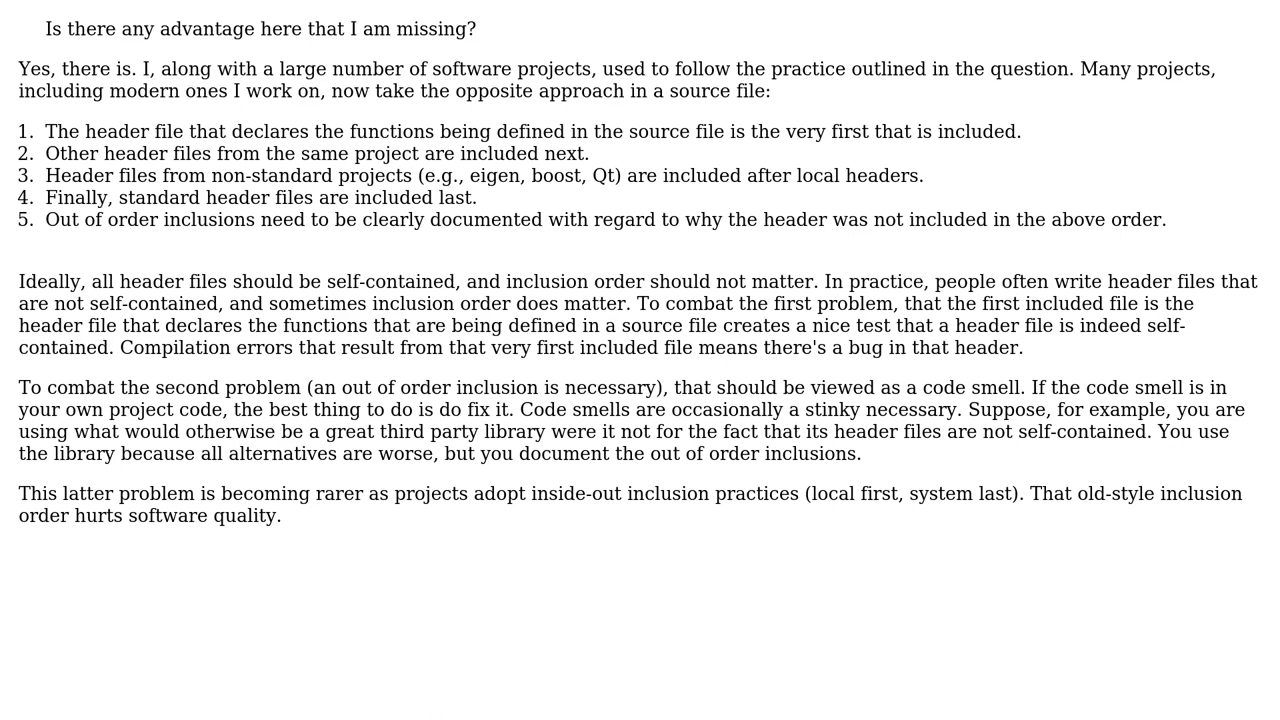 Is there any advantage here that I am missing?
Yes, there is. I, along with a large number of software projects, used to follow the practice outlined in the question. Many projects,
including modern ones I work on, now take the opposite approach in a source file:
1. The header file that declares the functions being defined in the source file is the very first that is included.
2. Other header files from the same project are included next.
3. Header files from non-standard projects (e.g., eigen, boost, Qt) are included after local headers.
4. Finally, standard header files are included last.
5. Out of order inclusions need to be clearly documented with regard to why the header was not included in the above order.
Ideally, all header files should be self-contained, and inclusion order should not matter. In practice, people often write header files that
are not self-contained, and sometimes inclusion order does matter. To combat the first problem, that the first included file is the
header file that declares the functions that are being defined in a source file creates a nice test that a header file is indeed self-
contained. Compilation errors that result from that very first included file means there's a bug in that header.
To combat the second problem (an out of order inclusion is necessary), that should be viewed as a code smell. If the code smell is in
your own project code, the best thing to do is do fix it. Code smells are occasionally a stinky necessary. Suppose, for example, you are
using what would otherwise be a great third party library were it not for the fact that its header files are not self-contained. You use
the library because all alternatives are worse, but you document the out of order inclusions.
This latter problem is becoming rarer as projects adopt inside-out inclusion practices (local first, system last). That old-style inclusion
order hurts software quality.